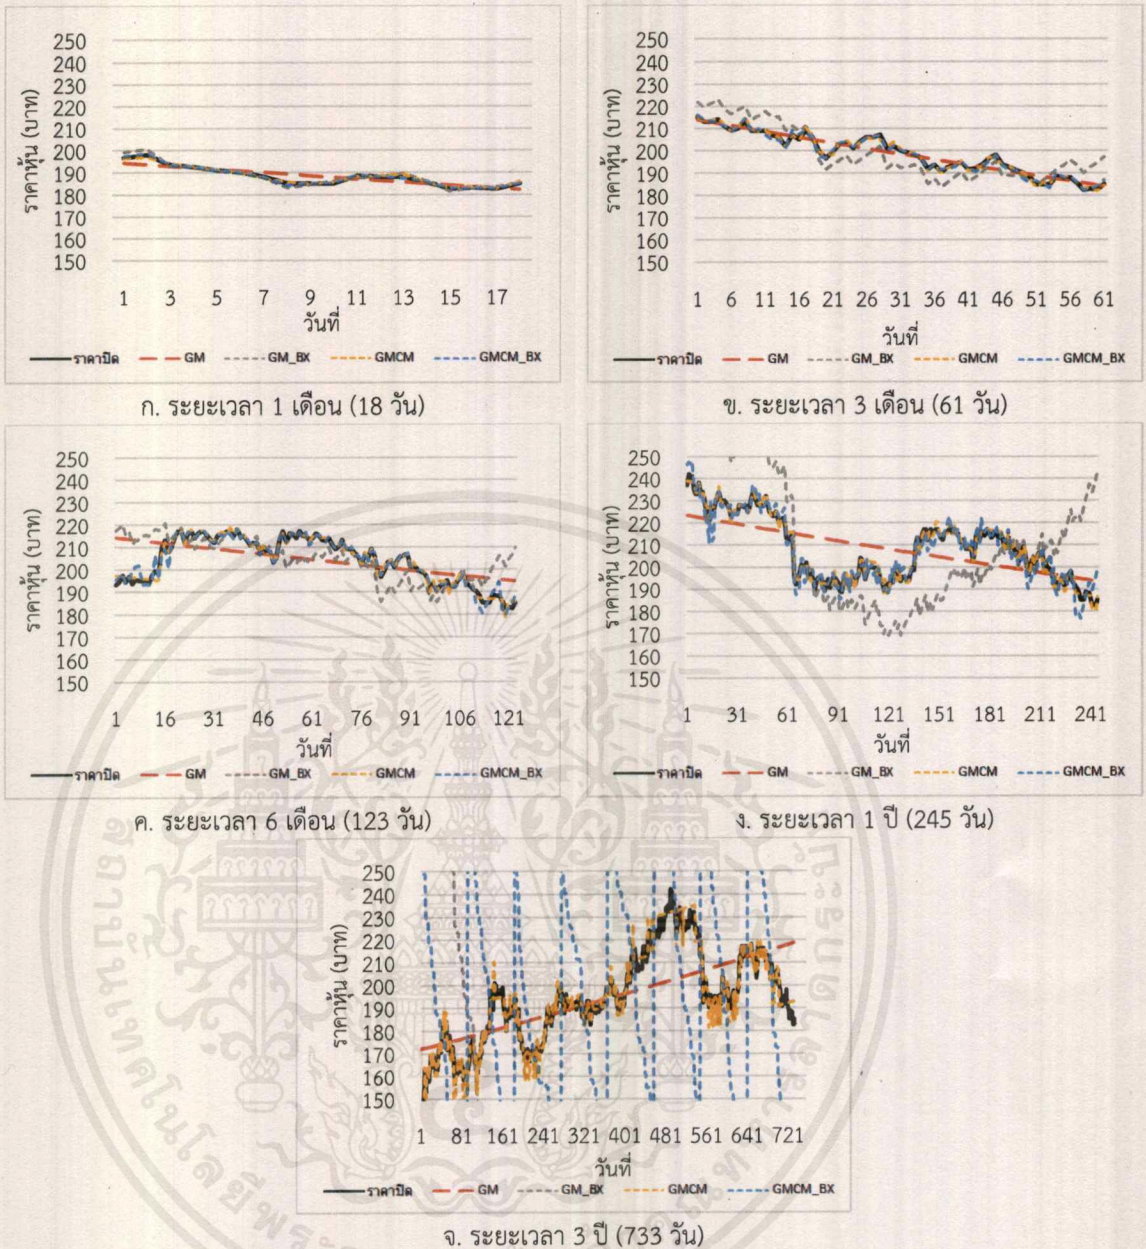 ราคาหุ้น (บาท)
250
240
230
220
210
200
190
180
170
160
150
1 3 5 7 9 11 13 15 17
วันที่
ราคาปิด GM GM_BX GMCM GMCM_BX
ก. ระยะเวลา 1 เดือน (18 วัน)
ราคาหุ้น (บาท)
250
240
230
220
210
200
190
180
170
160
150
1 6 11 16 21 26 31 36 41 46 51 56 61
วันที่
ราคาปิด GM GM_BX GMCM GMCM_BX
ข. ระยะเวลา 3 เดือน (61 วัน)
ราคาหุ้น (บาท)
250
240
230
220
210
200
190
180
170
160
150
1 16 31 46 61 76 91 106 121
วันที่
ราคาปิด GM GM_BX GMCM GMCM_BX
ค. ระยะเวลา 6 เดือน (123 วัน)
ราคาหุ้น (บาท)
250
240
230
220
210
200
190
180
170
160
150
1 31 61 91 121 151 181 211 241
วันที่
ราคาปิด GM GM_BX GMCM GMCM_BX
ง. ระยะเวลา 1 ปี (245 วัน)
ราคาหุ้น (บาท)
250
240
230
220
210
200
190
180
170
160
150
1 81 161 241 321 401 481 561 641 721
วันที่
ราคาปิด GM GM_BX GMCM GMCM_BX
จ. ระยะเวลา 3 ปี (733 วัน)